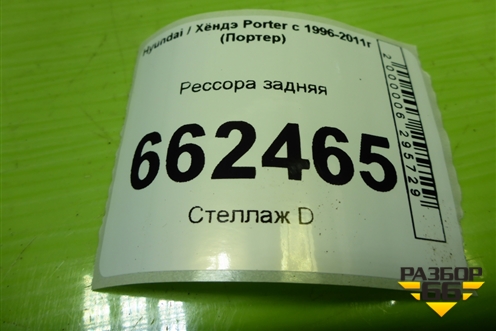 Hyundai / Хёндэ Porter с 1996-2011г
(Портер)
Рессора задняя
662465
Стеллаж D
2000006295729
РАЗБОР
66